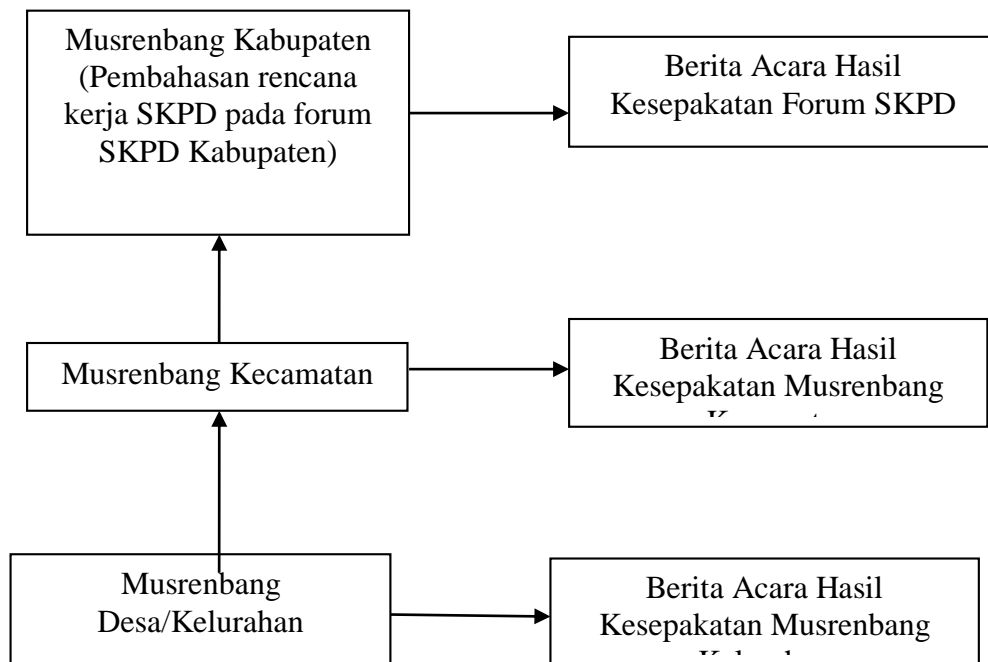 Musrenbang Kabupaten
(Pembahasan rencana
kerja SKPD pada forum
SKPD Kabupaten)
Berita Acara Hasil
Kesepakatan Forum SKPD
Musrenbang Kecamatan
Berita Acara Hasil
Kesepakatan Musrenbang
Musrenbang
Desa/Kelurahan
Berita Acara Hasil
Kesepakatan Musrenbang